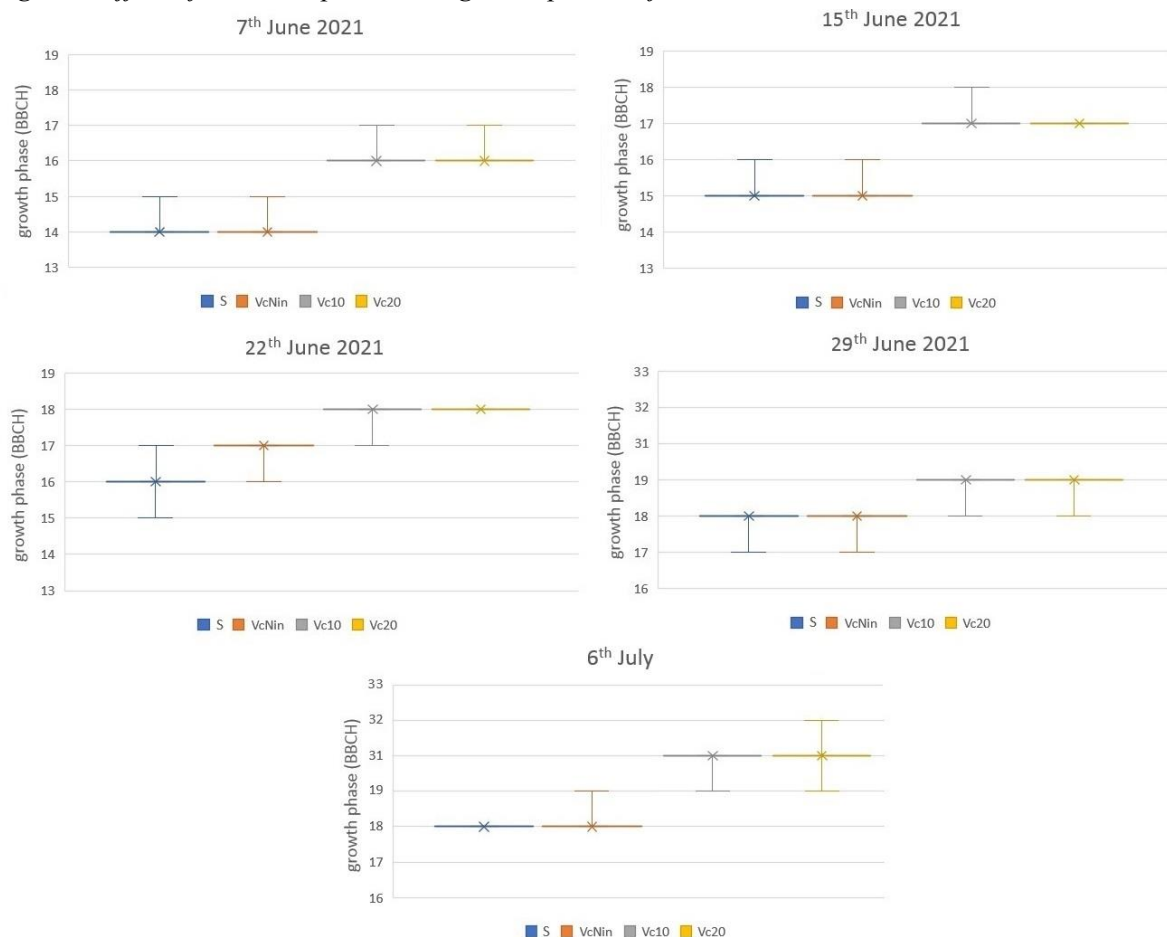 7th June 2021
19
18
17
16
15
14
13
growth phase (BBCH)
S VcNin Vc10 Vc20
15th June 2021
19
18
17
16
15
14
13
growth phase (BBCH)
S VcNin Vc10 Vc20
22th June 2021
19
18
17
16
15
14
13
growth phase (BBCH)
S VcNin Vc10 Vc20
29th June 2021
33
32
31
19
18
17
16
growth phase (BBCH)
S VcNin Vc10 Vc20
6th July
33
32
31
19
18
17
16
growth phase (BBCH)
S VcNin Vc10 Vc20